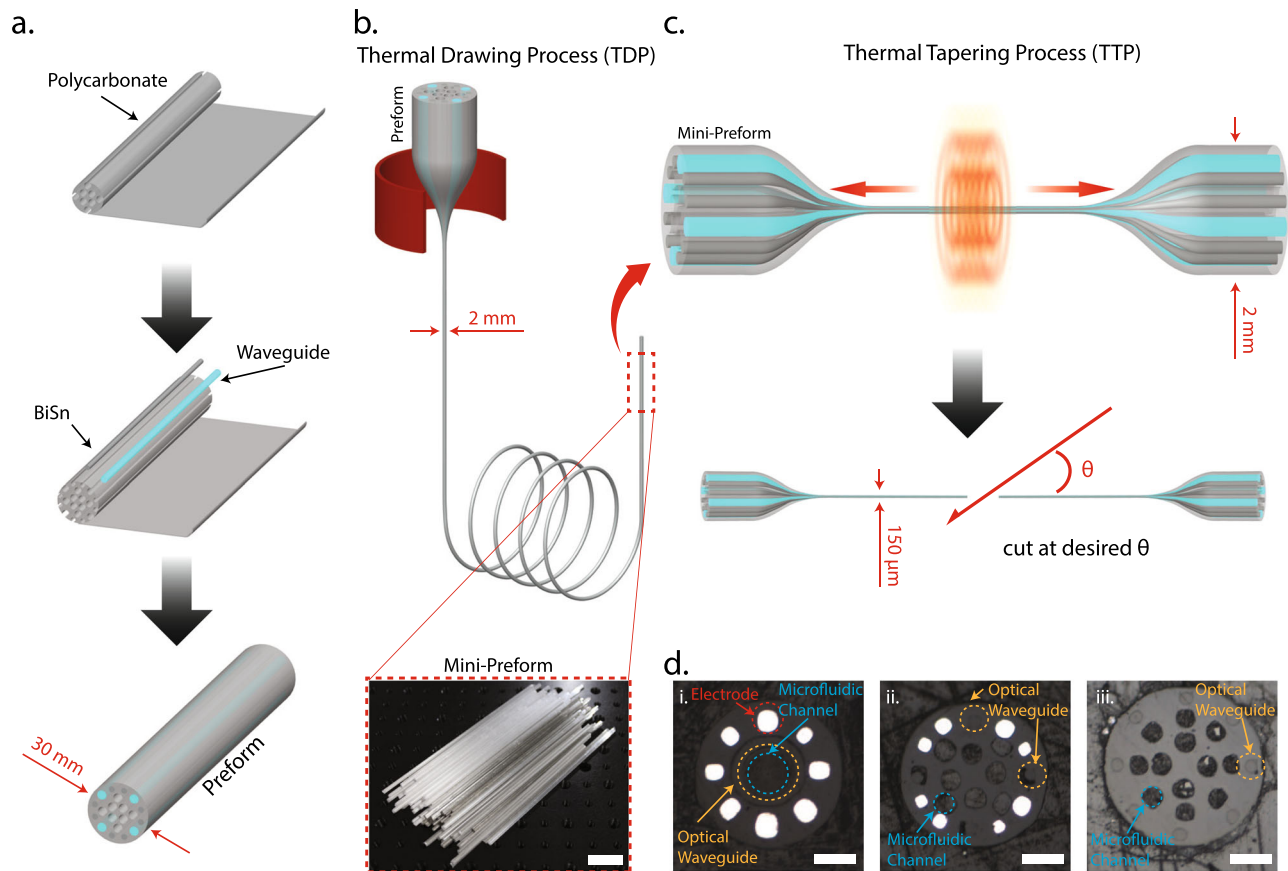 a.
Polycarbonate
Waveguide
BiSn
30 mm
Preform
b.
Thermal Drawing Process (TDP)
Preform
2 mm
Mini-Preform
c.
Thermal Tapering Process (TTP)
Mini-Preform
2 mm
θ
150 μm
cut at desired θ
d.
i.
Electrode
Microfluidic
Channel
Optical
Waveguide
ii.
Optical
Waveguide
Microfluidic
Channel
iii.
Optical
Waveguide
Microfluidic
Channel